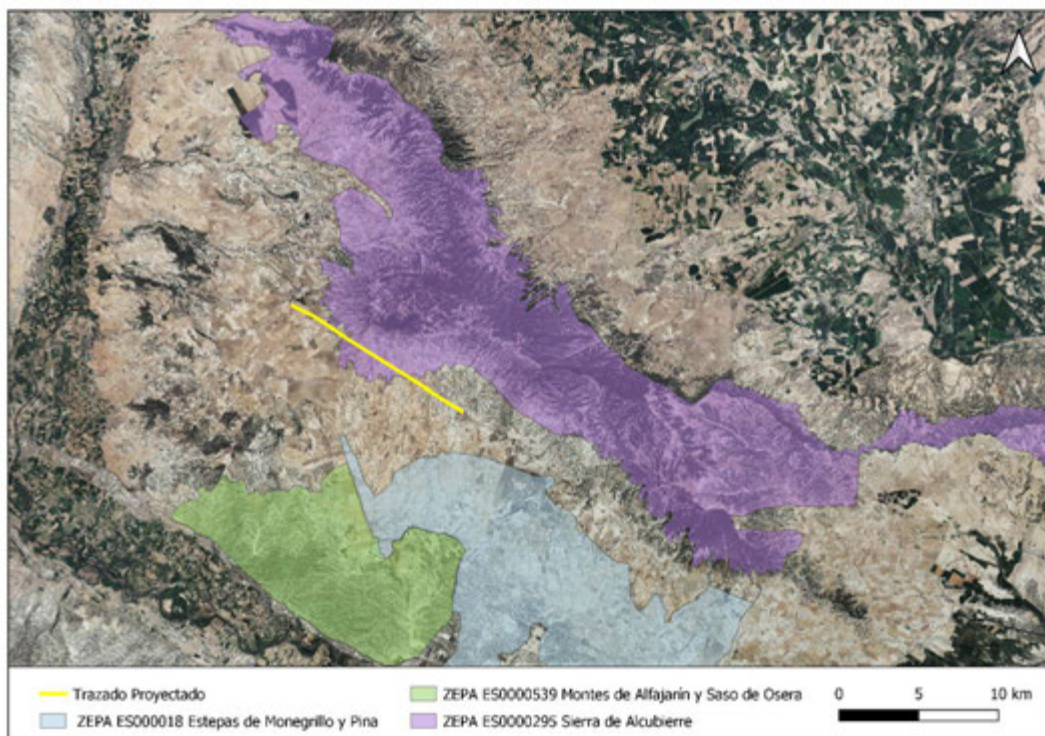 Trazado Proyectado
ZEPA ES0000539 Montes de Alfajarín y Saso de Osera
0 5 10 km
ZEPA ES000018 Estepas de Monegrillo y Pina
ZEPA ES0000295 Sierra de Alcubierre